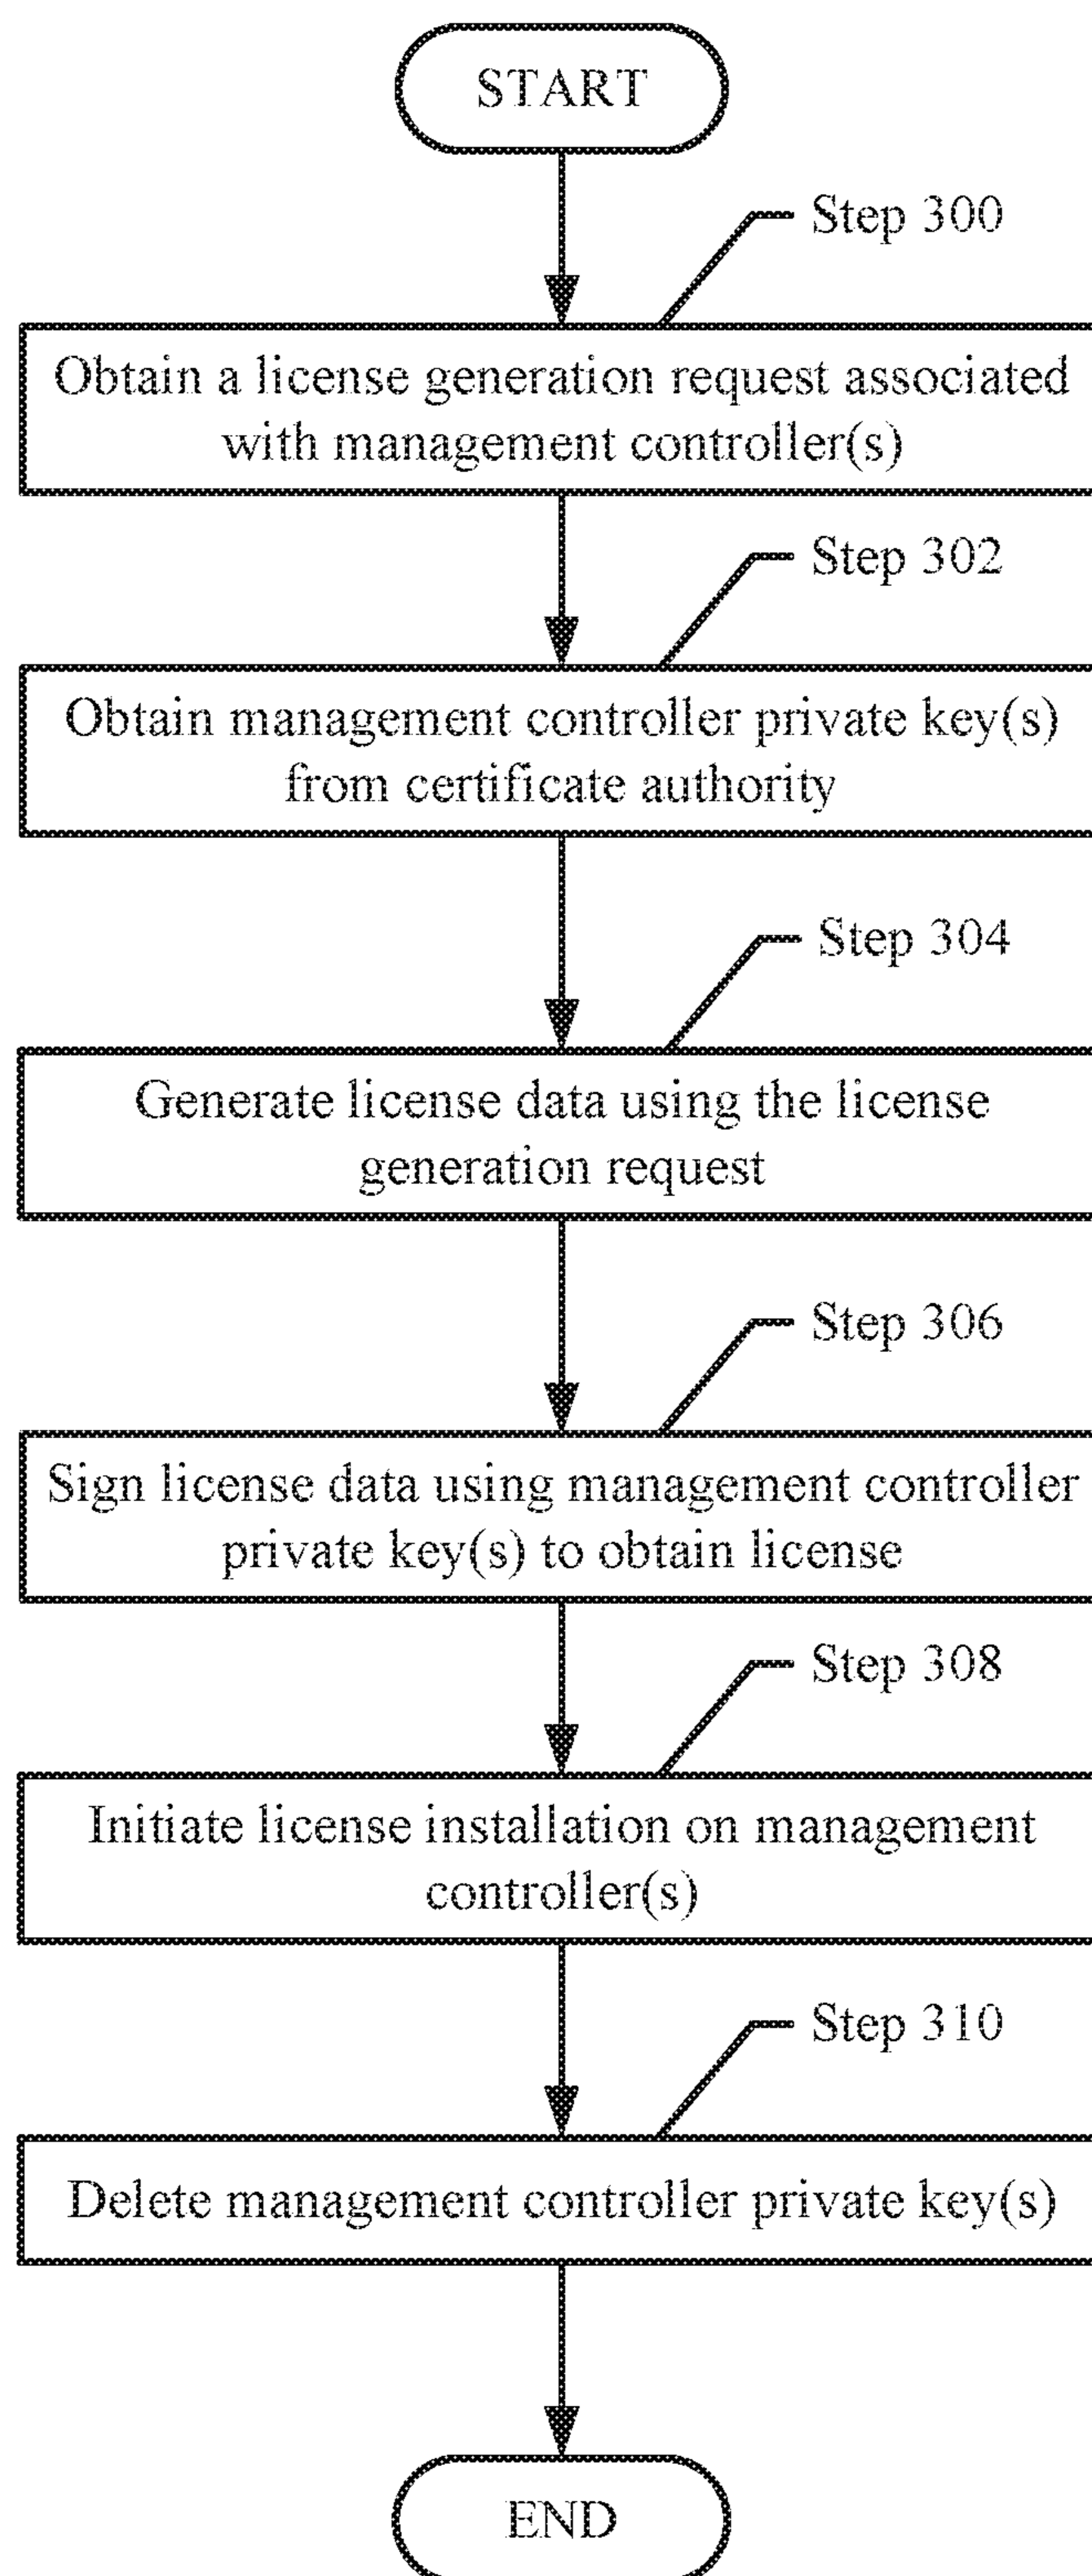 START
Step 300
Obtain a license generation request associated
with management controller(s)
Step 302
Obtain management controller private key(s)
from certificate authority
Step 304
Generate license data using the license
generation request
Step 306
Sign license data using management controller
private key(s) to obtain license
Step 308
Initiate license installation on management
controller(s)
Step 310
Delete management controller private key(s)
END